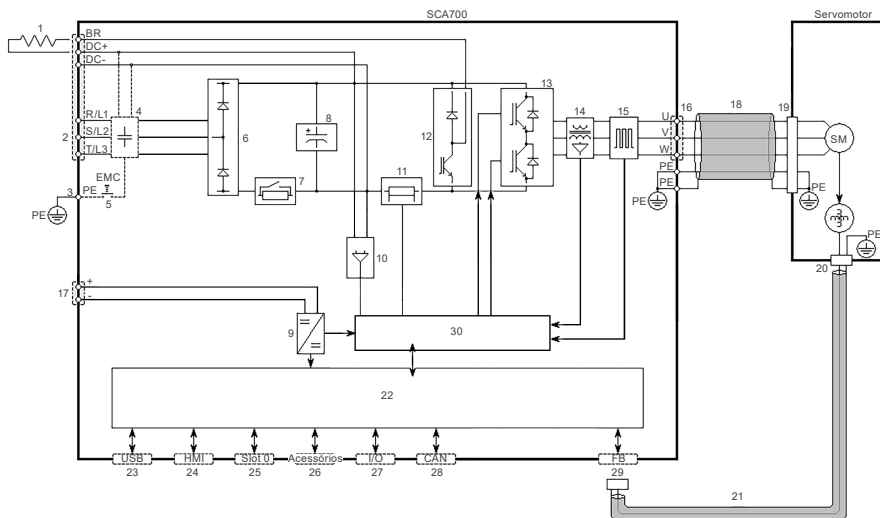 SCA700
Servomotor
1
BR
DC+
DC-
4
R/L1
2
S/L2
T/L3
6
8
12
13
14
15
U
16
V
W
18
19
SM
EMC
3
PE
5
PE
7
11
PE
PE
PE
PE
PE
10
20
17
+
-
9
30
22
USB
HMI
Slot 0
Acessórios
I/O
CAN
FB
23
24
25
26
27
28
29
21